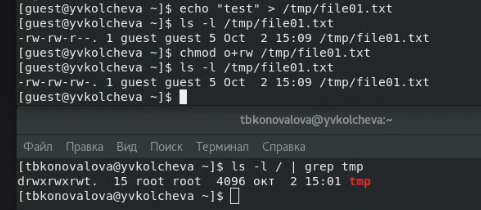 [guest@yvkolcheva ~]$ echo "test" > /tmp/file01.txt
[guest@yvkolcheva ~]$ ls -l /tmp/file01.txt
-rw-rw-r--. 1 guest guest 5 Oct  2 15:09 /tmp/file01.txt
[guest@yvkolcheva ~]$ chmod o+rw /tmp/file01.txt
[guest@yvkolcheva ~]$ ls -l /tmp/file01.txt
-rw-rw-rw-. 1 guest guest 5 Oct  2 15:09 /tmp/file01.txt
[guest@yvkolcheva ~]$
tbkonovalova@yvkolcheva:~
Файл Правка Вид Поиск Терминал Справка
[tbkonovalova@yvkolcheva ~]$ ls -l / | grep tmp
drwxrwxrwt.  15 root root  4096 окт  2 15:01 tmp
[tbkonovalova@yvkolcheva ~]$